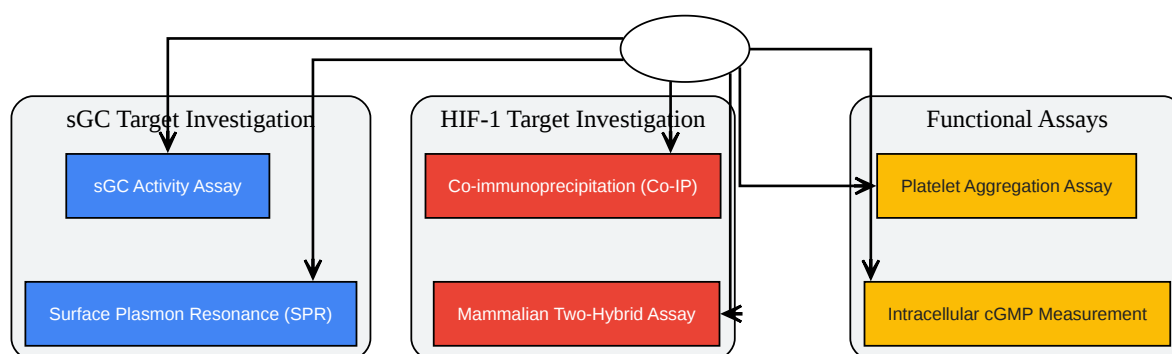 sGC Target Investigation
HIF-1 Target Investigation
Functional Assays
sGC Activity Assay
Co-immunoprecipitation (Co-IP)
Platelet Aggregation Assay
Surface Plasmon Resonance (SPR)
Mammalian Two-Hybrid Assay
Intracellular cGMP Measurement